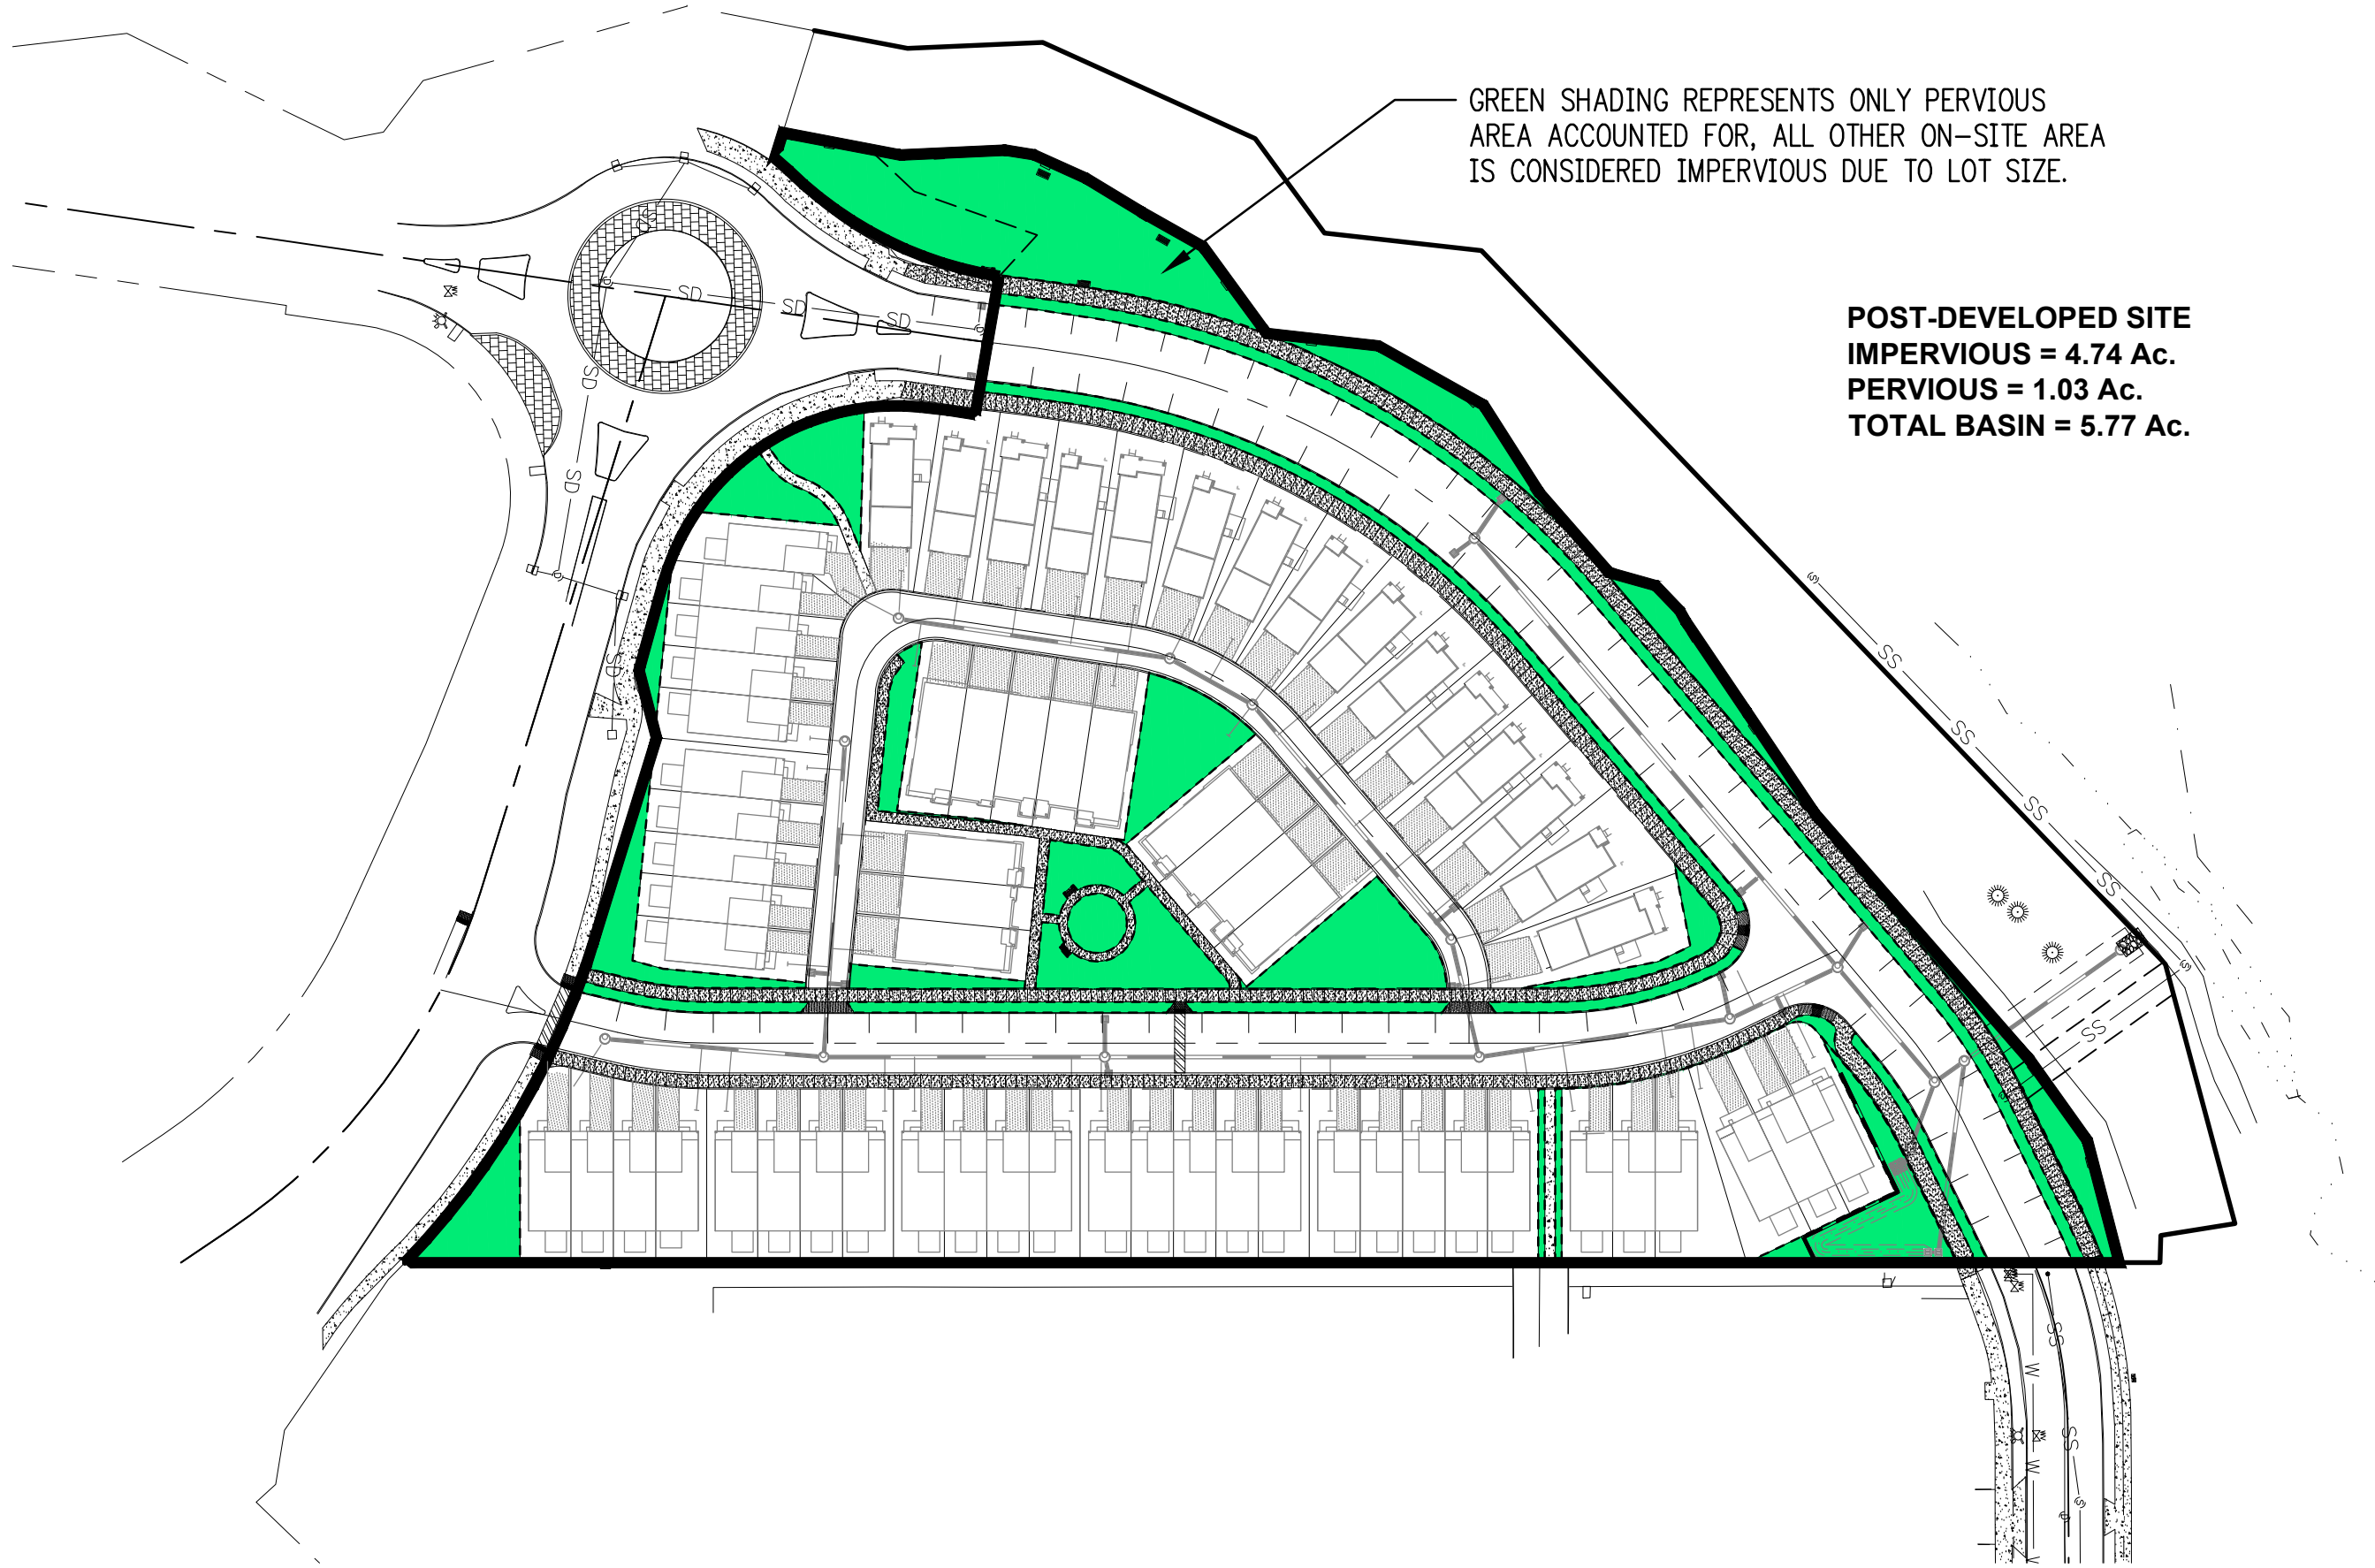 GREEN SHADING REPRESENTS ONLY PERVIOUS
AREA ACCOUNTED FOR, ALL OTHER ON-SITE AREA
IS CONSIDERED IMPERVIOUS DUE TO LOT SIZE.
POST-DEVELOPED SITE
IMPERVIOUS = 4.74 Ac.
PERVIOUS = 1.03 Ac.
TOTAL BASIN = 5.77 Ac.
SD
SD
SD
SD
SD
SD
SD
SS
SS
SS
SS
SS
SS
SS
W
W
W